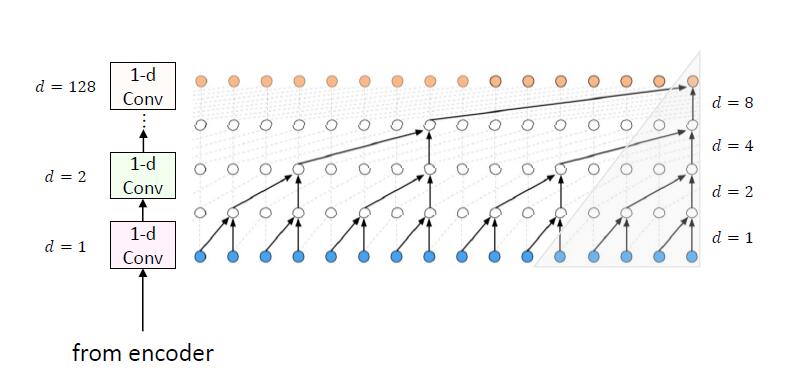 d = 128
1-d
Conv
⋮
d = 2
1-d
Conv
d = 1
1-d
Conv
from encoder
d = 8
d = 4
d = 2
d = 1